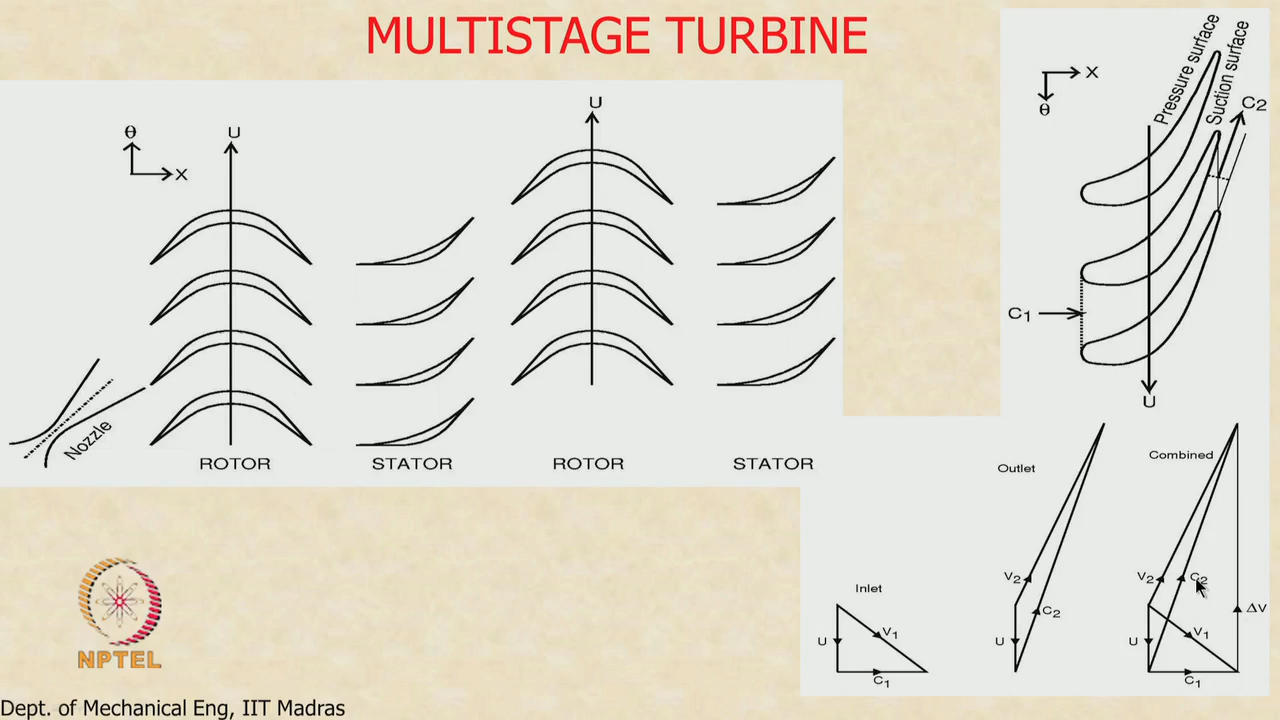 MULTISTAGE TURBINE
θ
X
U
U
Nozzle
ROTOR
STATOR
ROTOR
STATOR
X
θ
Pressure surface
Suction surface
C2
C1
U
Inlet
U
V1
C1
Outlet
V2
U
C2
Combined
V2
C2
U
V1
ΔV
C1
NPTEL
Dept. of Mechanical Eng, IIT Madras